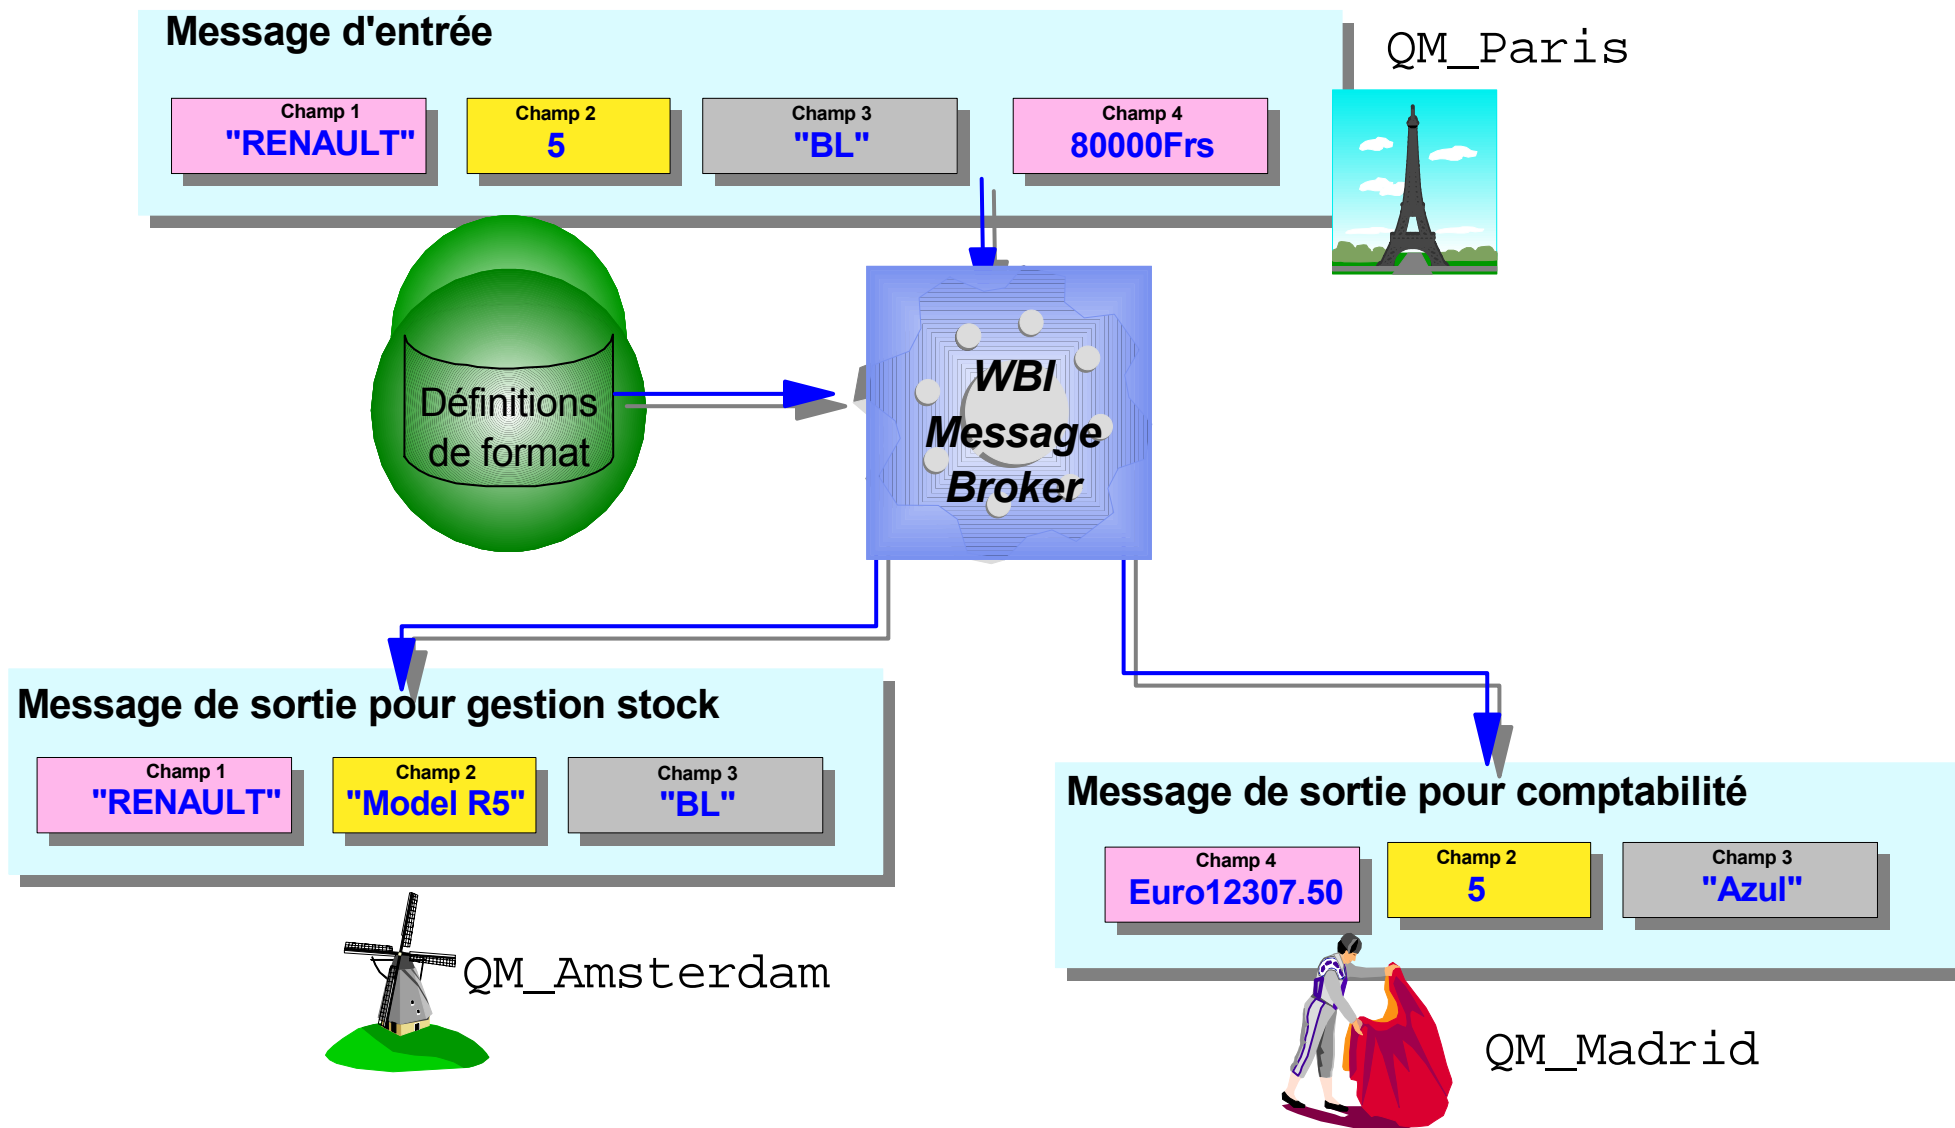 Message d'entrée
QM_Paris
Champ 1
"RENAULT"
Champ 2
5
Champ 3
"BL"
Champ 4
80000Frs
Définitions
de format
WBI
Message
Broker
Message de sortie pour gestion stock
Champ 1
"RENAULT"
Champ 2
"Model R5"
Champ 3
"BL"
QM_Amsterdam
Message de sortie pour comptabilité
Champ 4
Euro12307.50
Champ 2
5
Champ 3
"Azul"
QM_Madrid